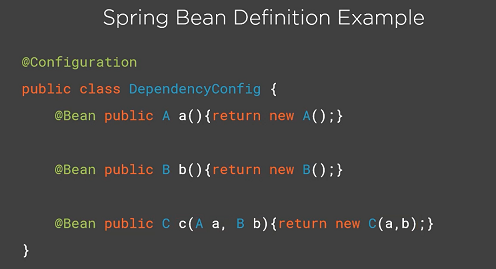 Spring Bean Definition Example
@Configuration
public class DependencyConfig {
@Bean public A a(){return new A();}
@Bean public B b(){return new B();}
@Bean public C c(A a, B b){return new C(a,b);}
}